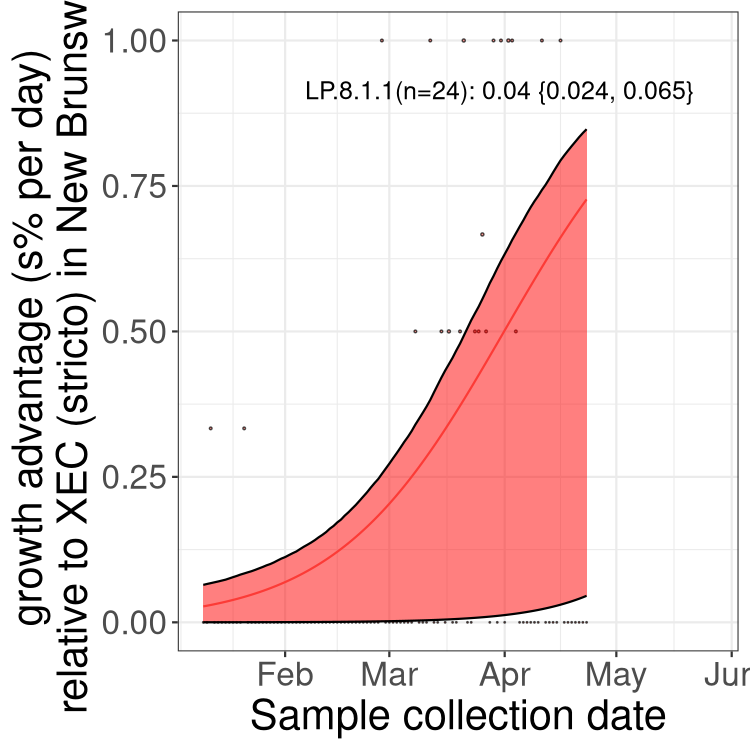 growth advantage (s% per day)
relative to XEC (stricto) in New Brunsw
1.00
0.75
0.50
0.25
0.00
LP.8.1.1(n=24): 0.04 {0.024, 0.065}
Feb Mar Apr May Jun
Sample collection date